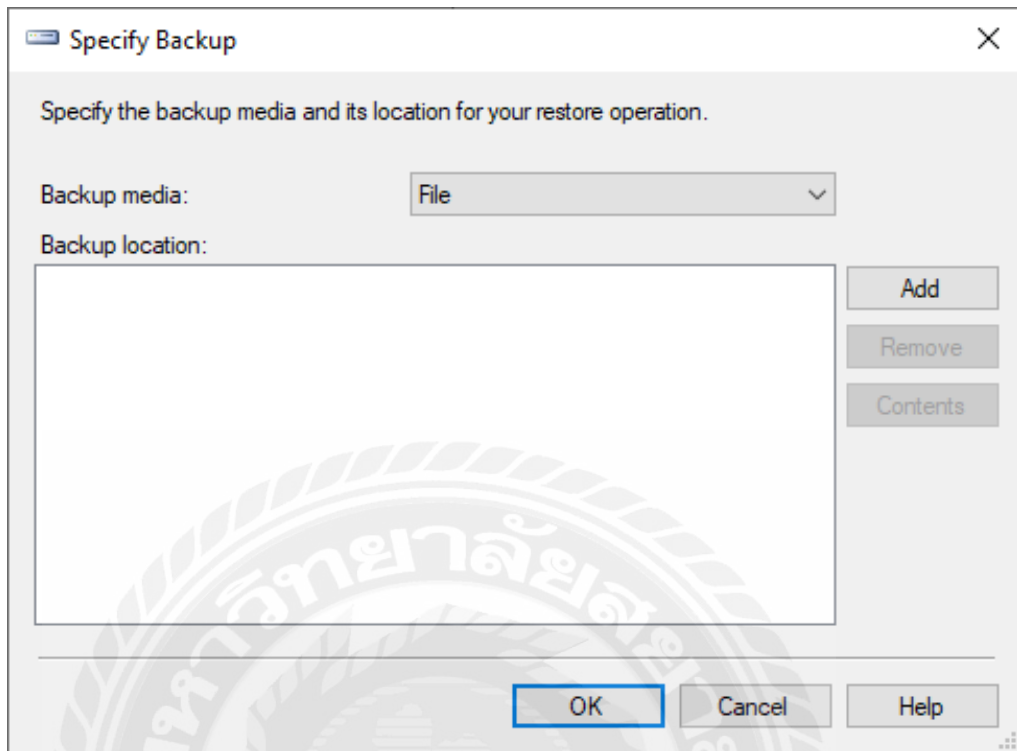 Specify Backup
Specify the backup media and its location for your restore operation.
Backup media:
File
Backup location:
Add
Remove
Contents
OK
Cancel
Help